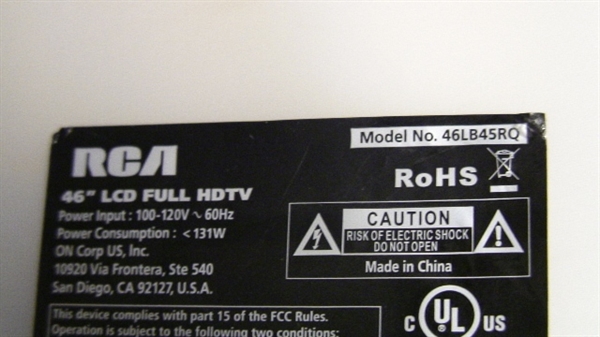 RCA
46" LCD FULL HDTV
Power Input : 100-120V ~ 60Hz
Power Consumption : <131W
ON Corp US, Inc.
10920 Via Frontera, Ste 540
San Diego, CA 92127, U.S.A.
This device complies with part 15 of the FCC Rules.
Operation is subject to the following two conditions:
Model No. 46LB45RQ
RoHS
CAUTION
RISK OF ELECTRIC SHOCK
DO NOT OPEN
Made in China
C UL US